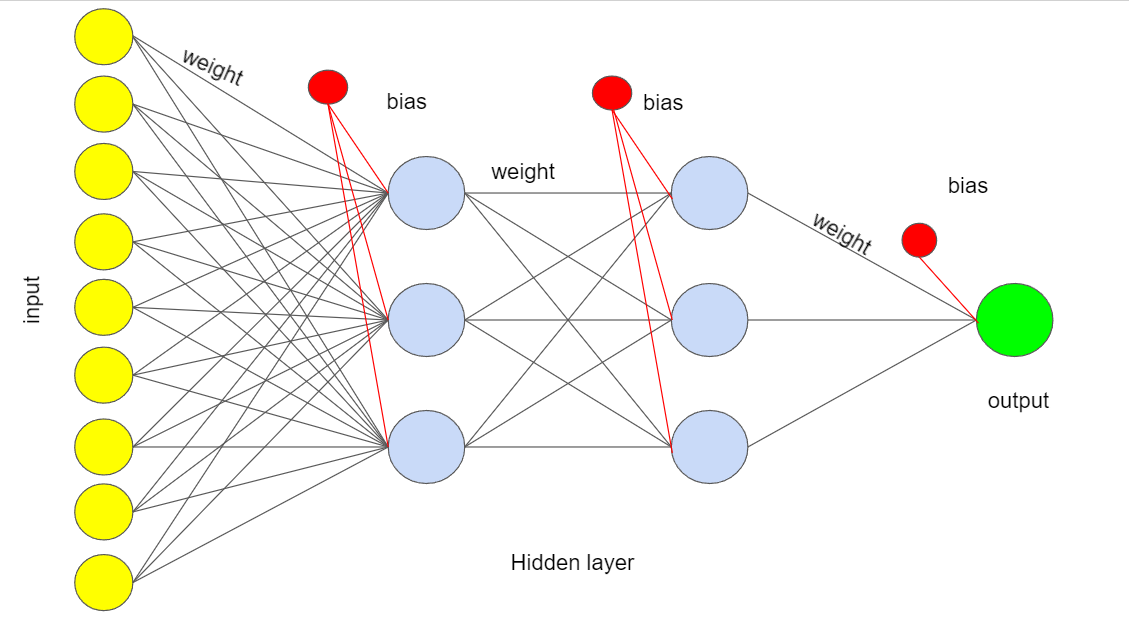 weight
bias
bias
weight
bias
weight
input
output
Hidden layer